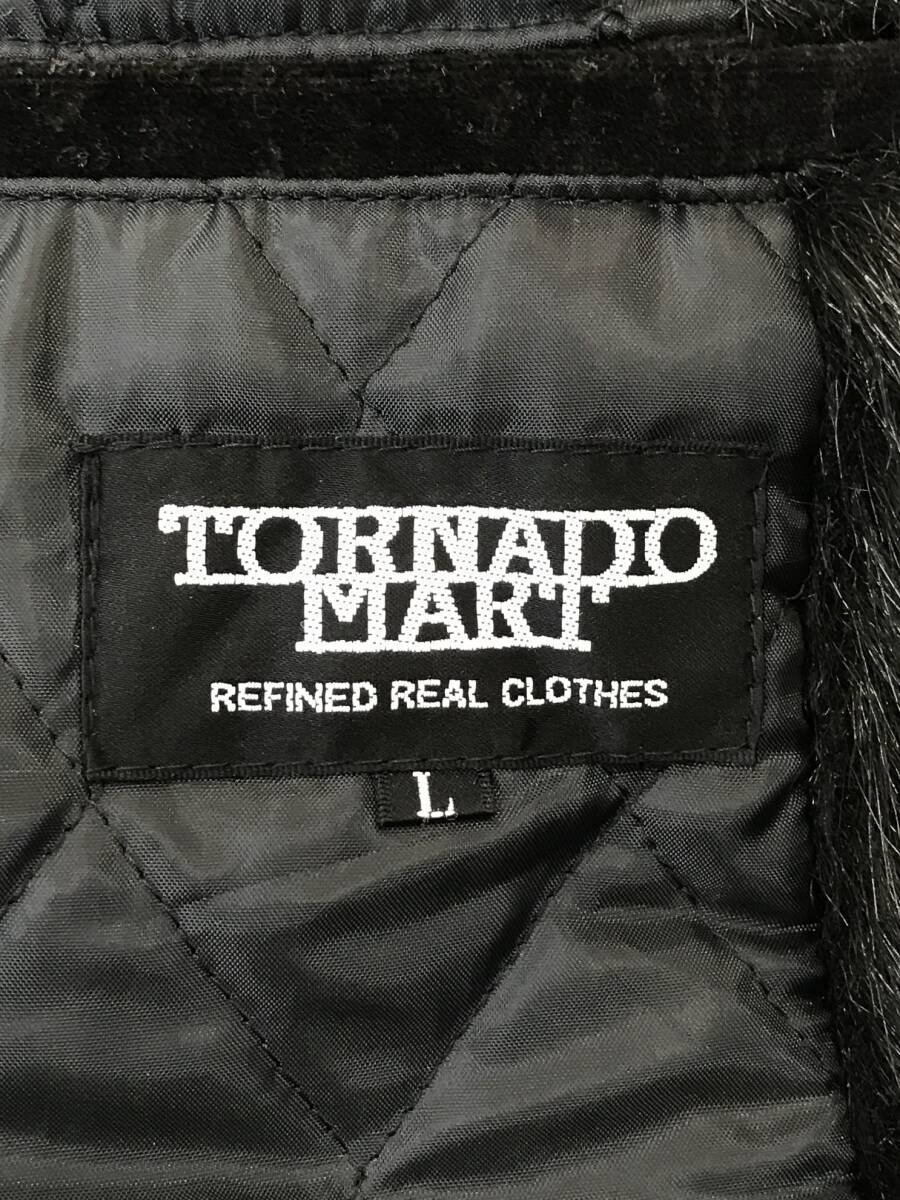 TORNADO
MART
REFINED REAL CLOTHES
L